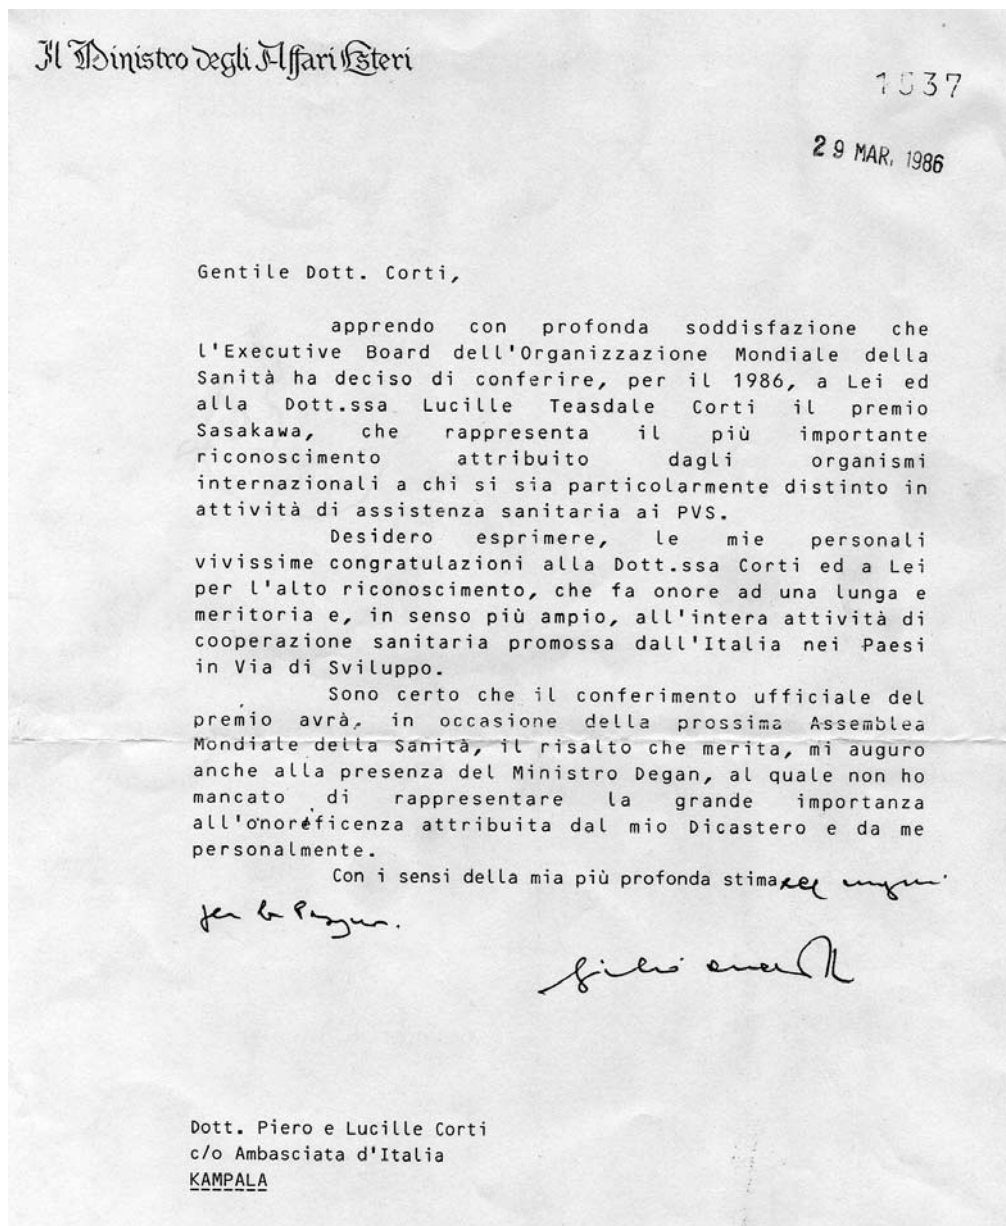 Il Ministro degli Affari Esteri
1037
29 MAR. 1986
Gentile Dott. Corti,
apprendo con profonda soddisfazione che
l'Executive Board dell'Organizzazione Mondiale della
Sanità ha deciso di conferire, per il 1986, a Lei ed
alla Dott.ssa Lucille Teasdale Corti il premio
Sasakawa, che rappresenta il più importante
riconoscimento attribuito dagli organismi
internazionali a chi si sia particolarmente distinto in
attività di assistenza sanitaria ai PVS.
Desidero esprimere, le mie personali
vivissime congratulazioni alla Dott.ssa Corti ed a Lei
per l'alto riconoscimento, che fa onore ad una lunga e
meritoria e, in senso più ampio, all'intera attività di
cooperazione sanitaria promossa dall'Italia nei Paesi
in Via di Sviluppo.
Sono certo che il conferimento ufficiale del
premio avrà, in occasione della prossima Assemblea
Mondiale della Sanità, il risalto che merita, mi auguro
anche alla presenza del Ministro Degan, al quale non ho
mancato di rappresentare la grande importanza
all'onorificenza attribuita dal mio Dicastero e da me
personalmente.
Con i sensi della mia più profonda stima
per la Pasqua.
Dott. Piero e Lucille Corti
c/o Ambasciata d'Italia
KAMPALA